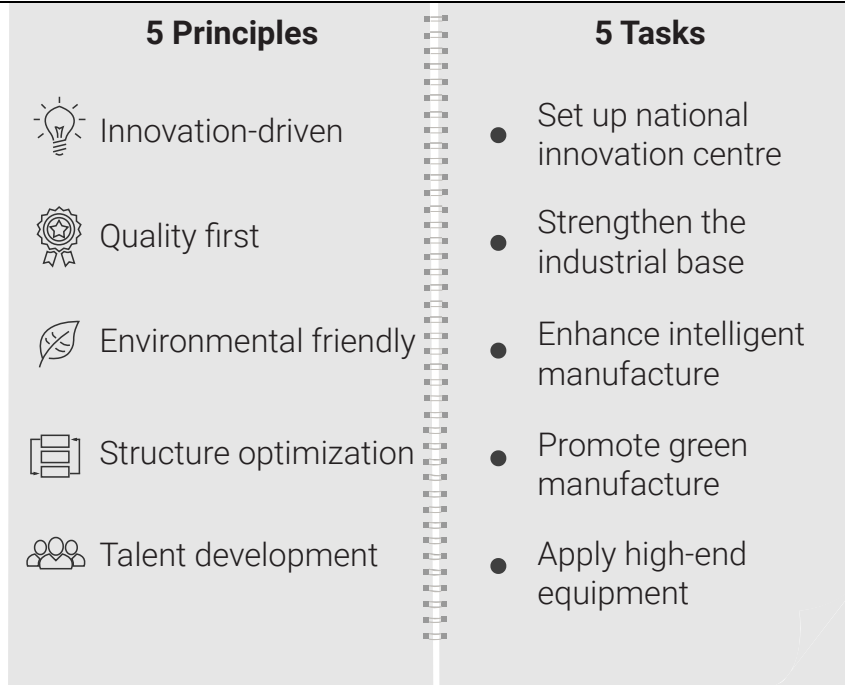 5 Principles
Innovation-driven
Quality first
Environmental friendly
Structure optimization
Talent development
5 Tasks
Set up national
innovation centre
Strengthen the
industrial base
Enhance intelligent
manufacture
Promote green
manufacture
Apply high-end
equipment